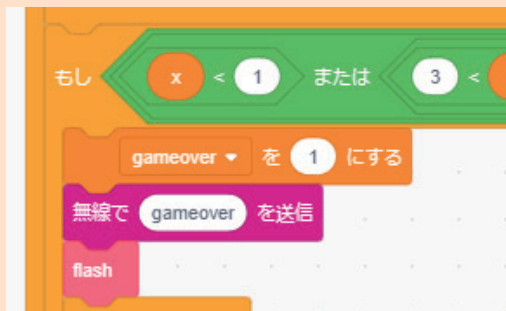 もし x < 1 または 3 <
gameover を 1 にする
無線で gameover を送信
flash